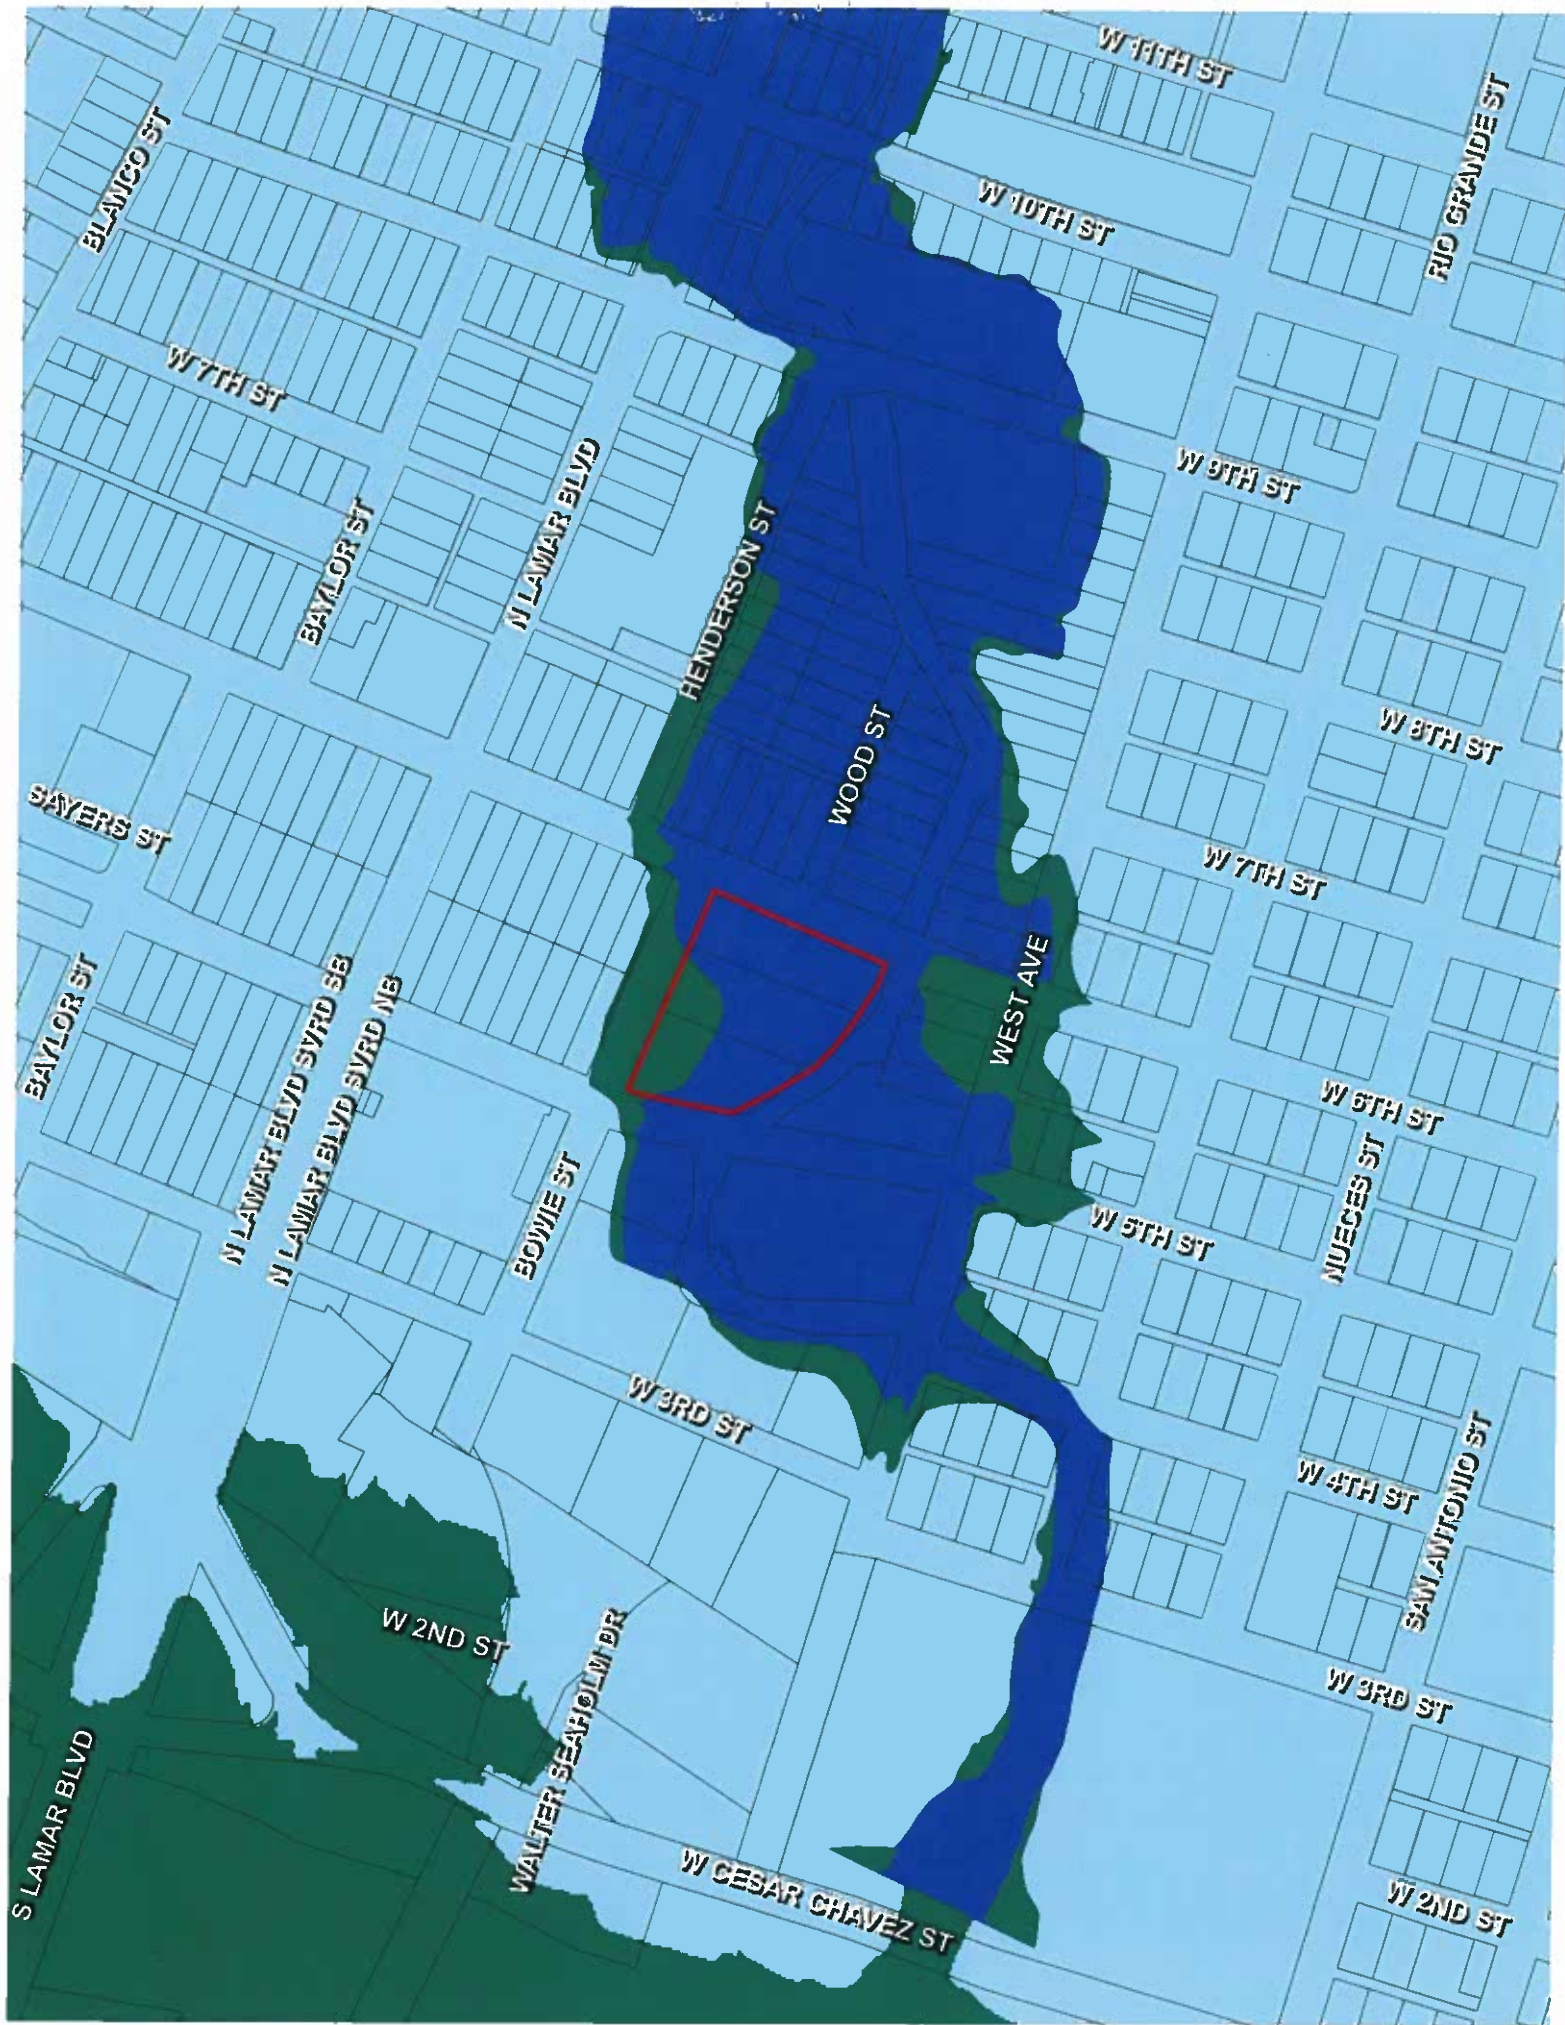 W 11TH ST
RIO GRANDE ST
BLANCO ST
W 10TH ST
W 7TH ST
W 9TH ST
N LAMAR BLVD
BAYLOR ST
HENDERSON ST
W 8TH ST
WOOD ST
SAYERS ST
W 7TH ST
WEST AVE
BAYLOR ST
N LAMAR BLVD SVRD SB
N LAMAR BLVD SVRD NB
W 6TH ST
NUECES ST
BOWIE ST
W 5TH ST
W 3RD ST
W 4TH ST
SAN ANTONIO ST
W 2ND ST
WALTER SEAHOLM DR
W 3RD ST
S LAMAR BLVD
W CESAR CHAVEZ ST
W 2ND ST